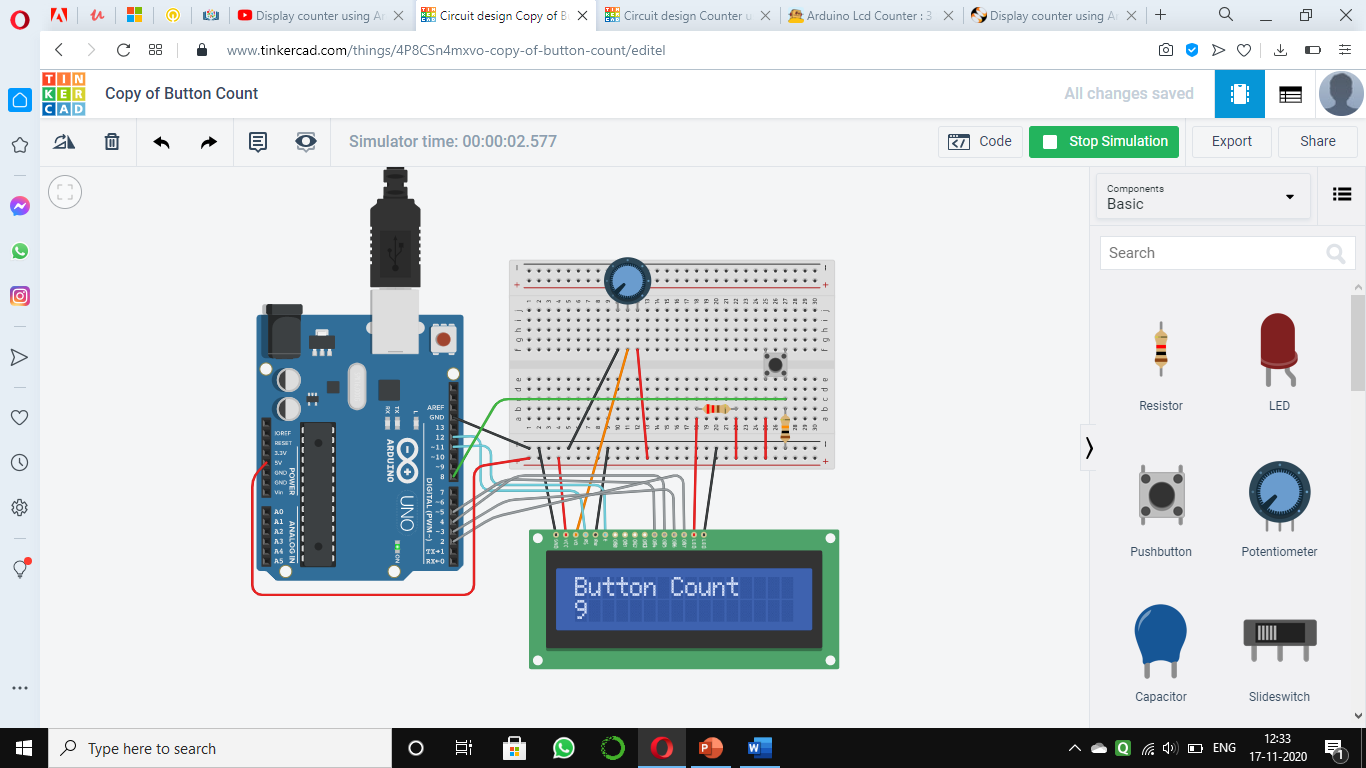 Display counter using Ar
Circuit design Copy of B
Circuit design Counter u
Arduino Lcd Counter : 3
Display counter using Ar
www.tinkercad.com/things/4P8CSn4mxvo-copy-of-button-count/editel
TIN
KER
CAD
Copy of Button Count
All changes saved
Simulator time: 00:00:02.577
Code
Stop Simulation
Export
Share
Components
Basic
Search
Resistor
LED
Pushbutton
Potentiometer
Capacitor
Slideswitch
AREF
GND
13
12
~11
~10
~9
8
7
~6
~5
4
~3
2
TX→1
RX←0
DIGITAL (PWM~)
IOREF
RESET
3.3V
5V
GND
GND
Vin
POWER
A0
A1
A2
A3
A4
A5
ANALOG IN
RX
TX
L
ARDUINO
UNO
ON
Button Count
9
Type here to search
ENG
12:33
17-11-2020
1